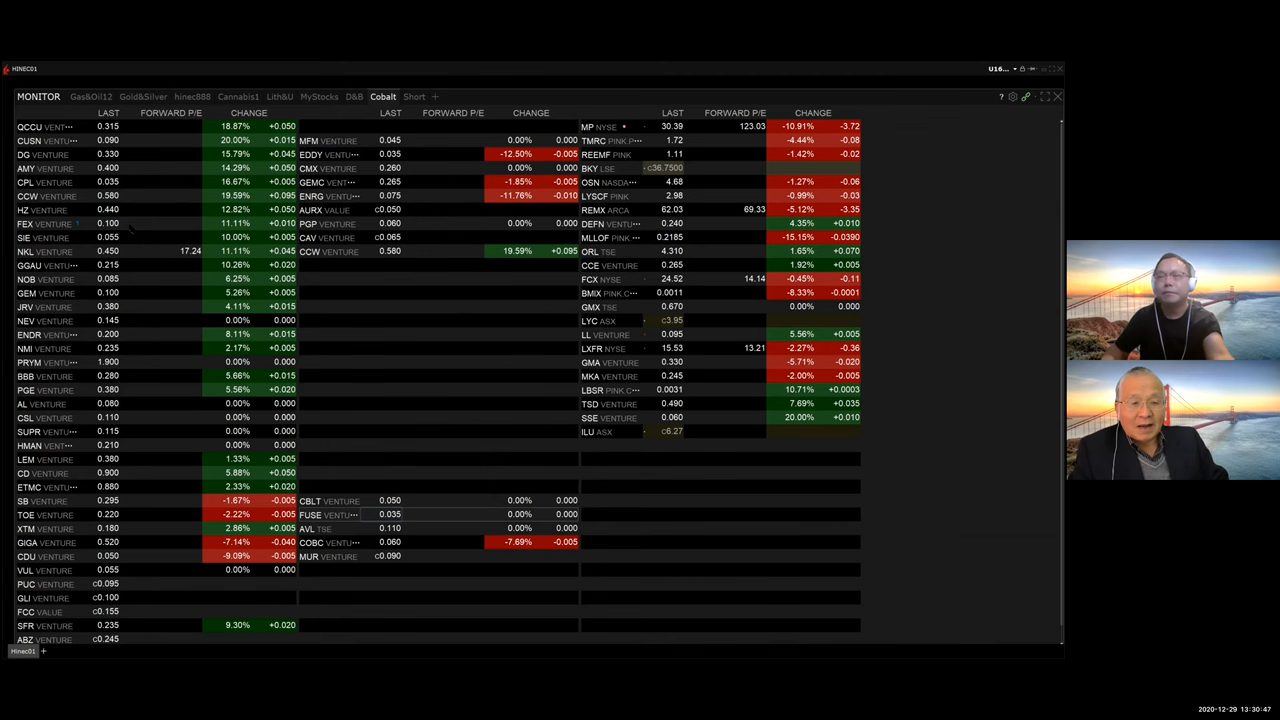 HINEC01 U16...
MONITOR Gas&Oil12 Gold&Silver hinec888 Cannabis1 Lith&U MyStocks D&B Cobalt Short + ?
LAST FORWARD P/E CHANGE LAST FORWARD P/E CHANGE LAST FORWARD P/E CHANGE
QCCU VENT··· 0.315 18.87% +0.050 MP NYSE 30.39 123.03 -10.91% -3.72
CUSN VENTU··· 0.090 20.00% +0.015 MFM VENTURE 0.045 0.00% 0.000 TMRC PINK P··· 1.72 -4.44% -0.08
DG VENTURE 0.330 15.79% +0.045 EDDY VENTU··· 0.035 -12.50% -0.005 REEMF PINK 1.11 -1.42% -0.02
AMY VENTURE 0.400 14.29% +0.050 CMX VENTURE 0.260 0.00% 0.000 BKY LSE c36.7500
CPL VENTURE 0.035 16.67% +0.005 GEMC VENT··· 0.265 -1.85% -0.005 OSN NASDA··· 4.68 -1.27% -0.06
CCW VENTURE 0.580 19.59% +0.095 ENRG VENTU··· 0.075 -11.76% -0.010 LYSCF PINK 2.98 -0.99% -0.03
HZ VENTURE 0.440 12.82% +0.050 AURX VALUE c0.050 REMX ARCA 62.03 69.33 -5.12% -3.35
FEX VENTURE 0.100 11.11% +0.010 PGP VENTURE 0.060 0.00% 0.000 DEFN VENTU··· 0.240 4.35% +0.010
SIE VENTURE 0.055 10.00% +0.005 CAV VENTURE c0.065 MLLOF PINK ··· 0.2185 -15.15% -0.0390
NKL VENTURE 0.450 17.24 11.11% +0.045 CCW VENTURE 0.580 19.59% +0.095 ORL TSE 4.310 1.65% +0.070
GGAU VENTU··· 0.215 10.26% +0.020 CCE VENTURE 0.265 1.92% +0.005
NOB VENTURE 0.085 6.25% +0.005 FCX NYSE 24.52 14.14 -0.45% -0.11
GEM VENTURE 0.100 5.26% +0.005 BMIX PINK C··· 0.0011 -8.33% -0.0001
JRV VENTURE 0.385 4.11% +0.015 GMX TSE 0.670 0.00% 0.000
NEV VENTURE 0.145 0.00% 0.000 LYC ASX c3.95
ENDR VENTU··· 0.200 8.11% +0.015 LL VENTURE 0.095 5.56% +0.005
NMI VENTURE 0.235 2.17% +0.005 LXFR NYSE 15.53 13.21 -2.27% -0.36
PRYM VENTU··· 1.900 0.00% 0.000 GMA VENTURE 0.330 -5.71% -0.020
BBB VENTURE 0.280 5.66% +0.015 MKA VENTURE 0.245 -2.00% -0.005
PGE VENTURE 0.380 5.56% +0.020 LBSR PINK C··· 0.0031 10.71% +0.0003
AL VENTURE 0.080 0.00% 0.000 TSD VENTURE 0.490 7.69% +0.035
CSL VENTURE 0.110 0.00% 0.000 SSE VENTURE 0.060 20.00% +0.010
SUPR VENTU··· 0.115 0.00% 0.000 ILU ASX c6.27
HMAN VENT··· 0.210 0.00% 0.000
LEM VENTURE 0.380 1.33% +0.005
CD VENTURE 0.900 5.88% +0.050
ETMC VENTU··· 0.880 2.33% +0.020
SB VENTURE 0.295 -1.67% -0.005 CBLT VENTURE 0.050 0.00% 0.000
TOE VENTURE 0.220 -2.22% -0.005 FUSE VENTU··· 0.035 0.00% 0.000
XTM VENTURE 0.180 2.86% +0.005 AVL TSE 0.110 0.00% 0.000
GIGA VENTU··· 0.520 -7.14% -0.040 COBC VENTU··· 0.060 -7.69% -0.005
CDU VENTURE 0.050 -9.09% -0.005 MUR VENTURE c0.090
VUL VENTURE 0.055 0.00% 0.000
PUC VENTURE c0.095
GLI VENTURE c0.100
FCC VALUE c0.155
SFR VENTURE 0.235 9.30% +0.020
ABZ VENTURE c0.245
Hinec01 +
2020-12-29 13:30:47